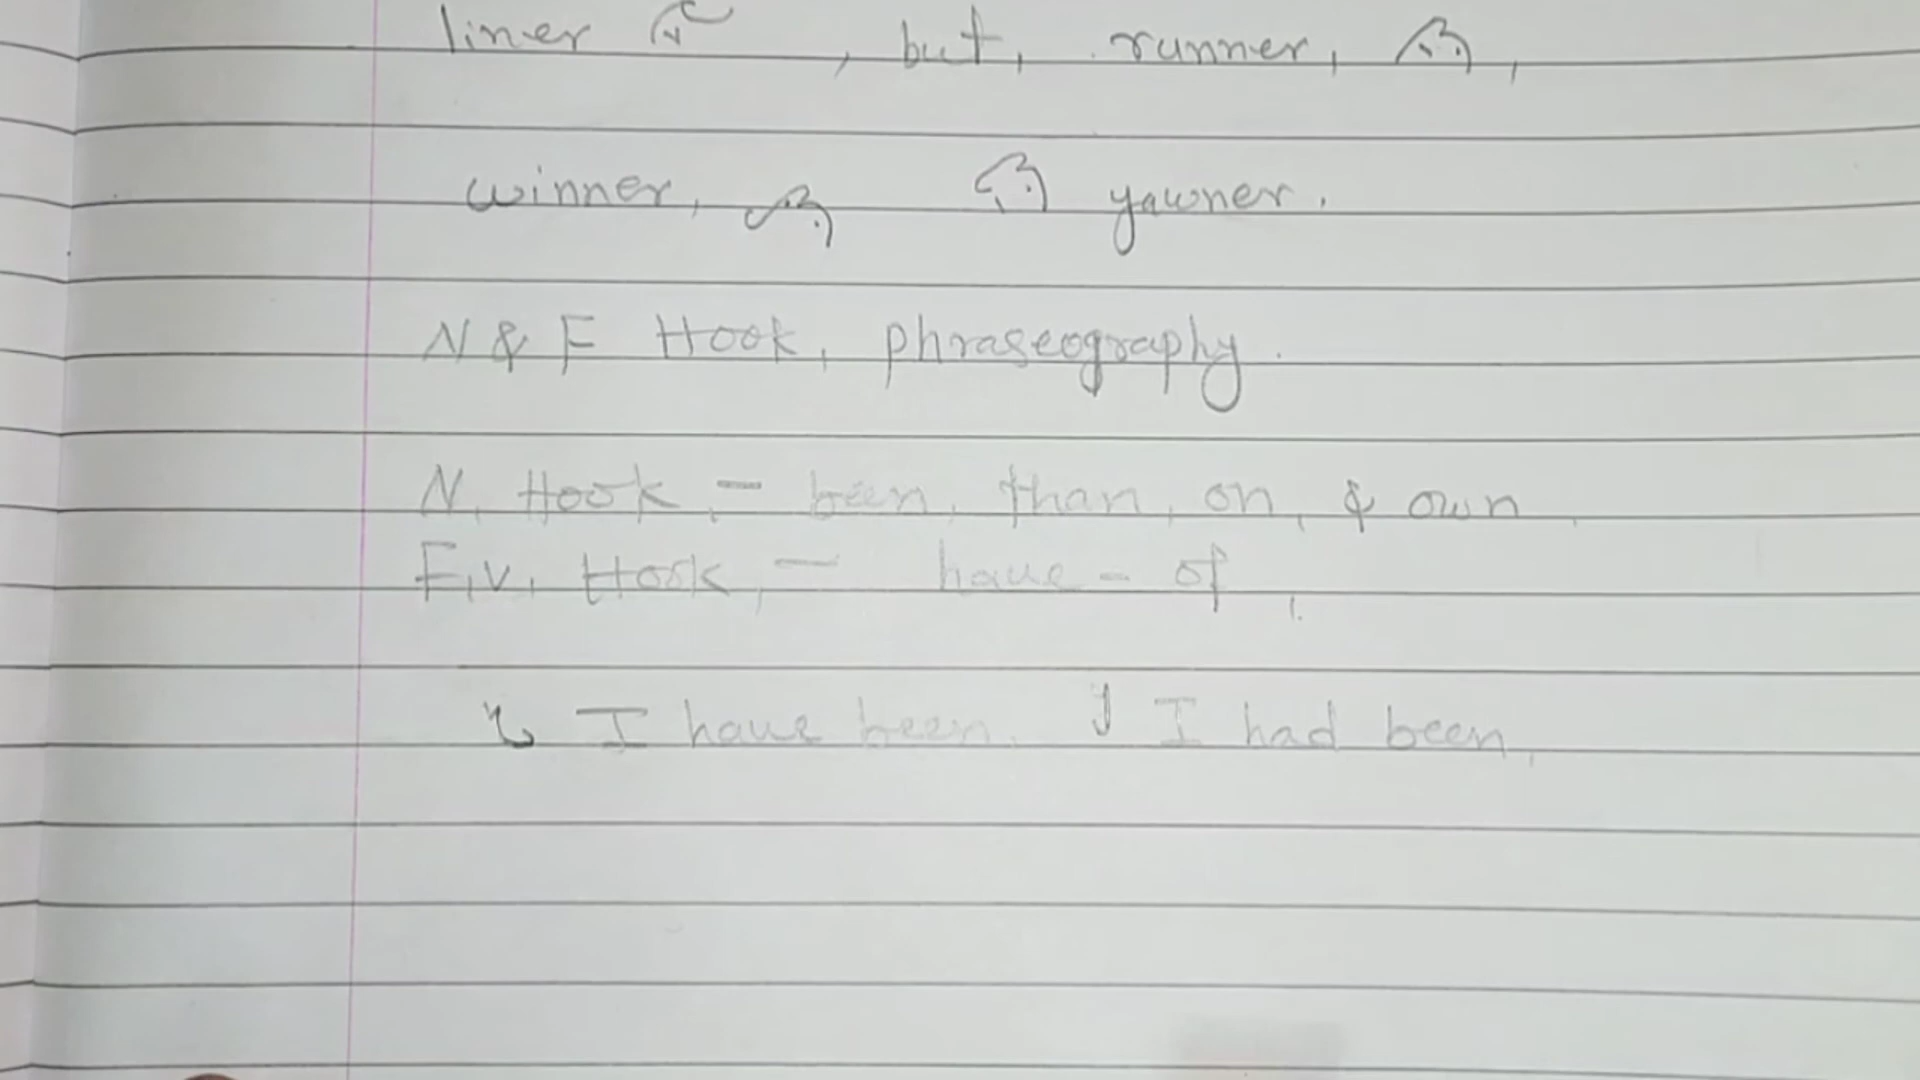 liner , but, runner, ,
winner, yawner.
N & F Hook, phraseography.
N. Hook, - been, than, on, & own
F, V, Hook, - have - of,
I have been. I had been,